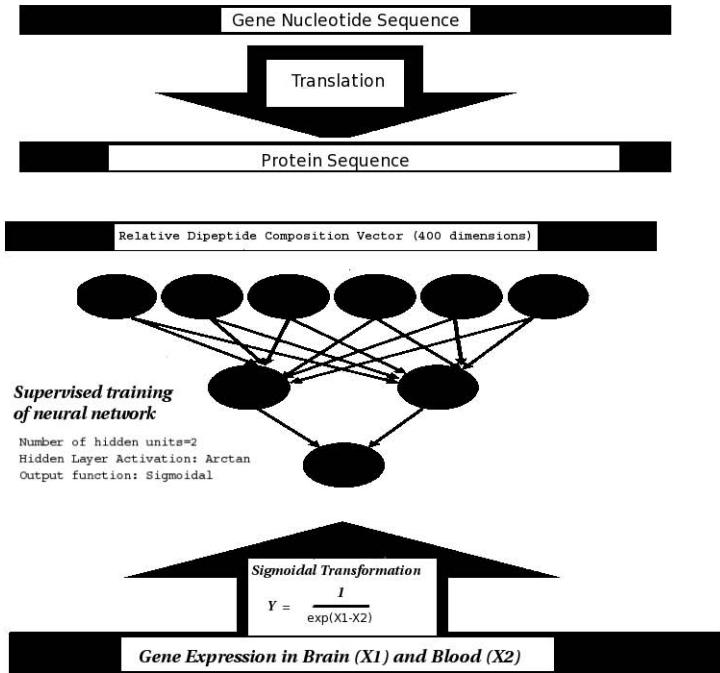 Gene Nucleotide Sequence
Translation
Protein Sequence
Relative Dipeptide Composition Vector (400 dimensions)
Supervised training
of neural network
Number of hidden units=2
Hidden Layer Activation: Arctan
Output function: Sigmoidal
Sigmoidal Transformation
Y = 1
exp(X1-X2)
Gene Expression in Brain (X1) and Blood (X2)